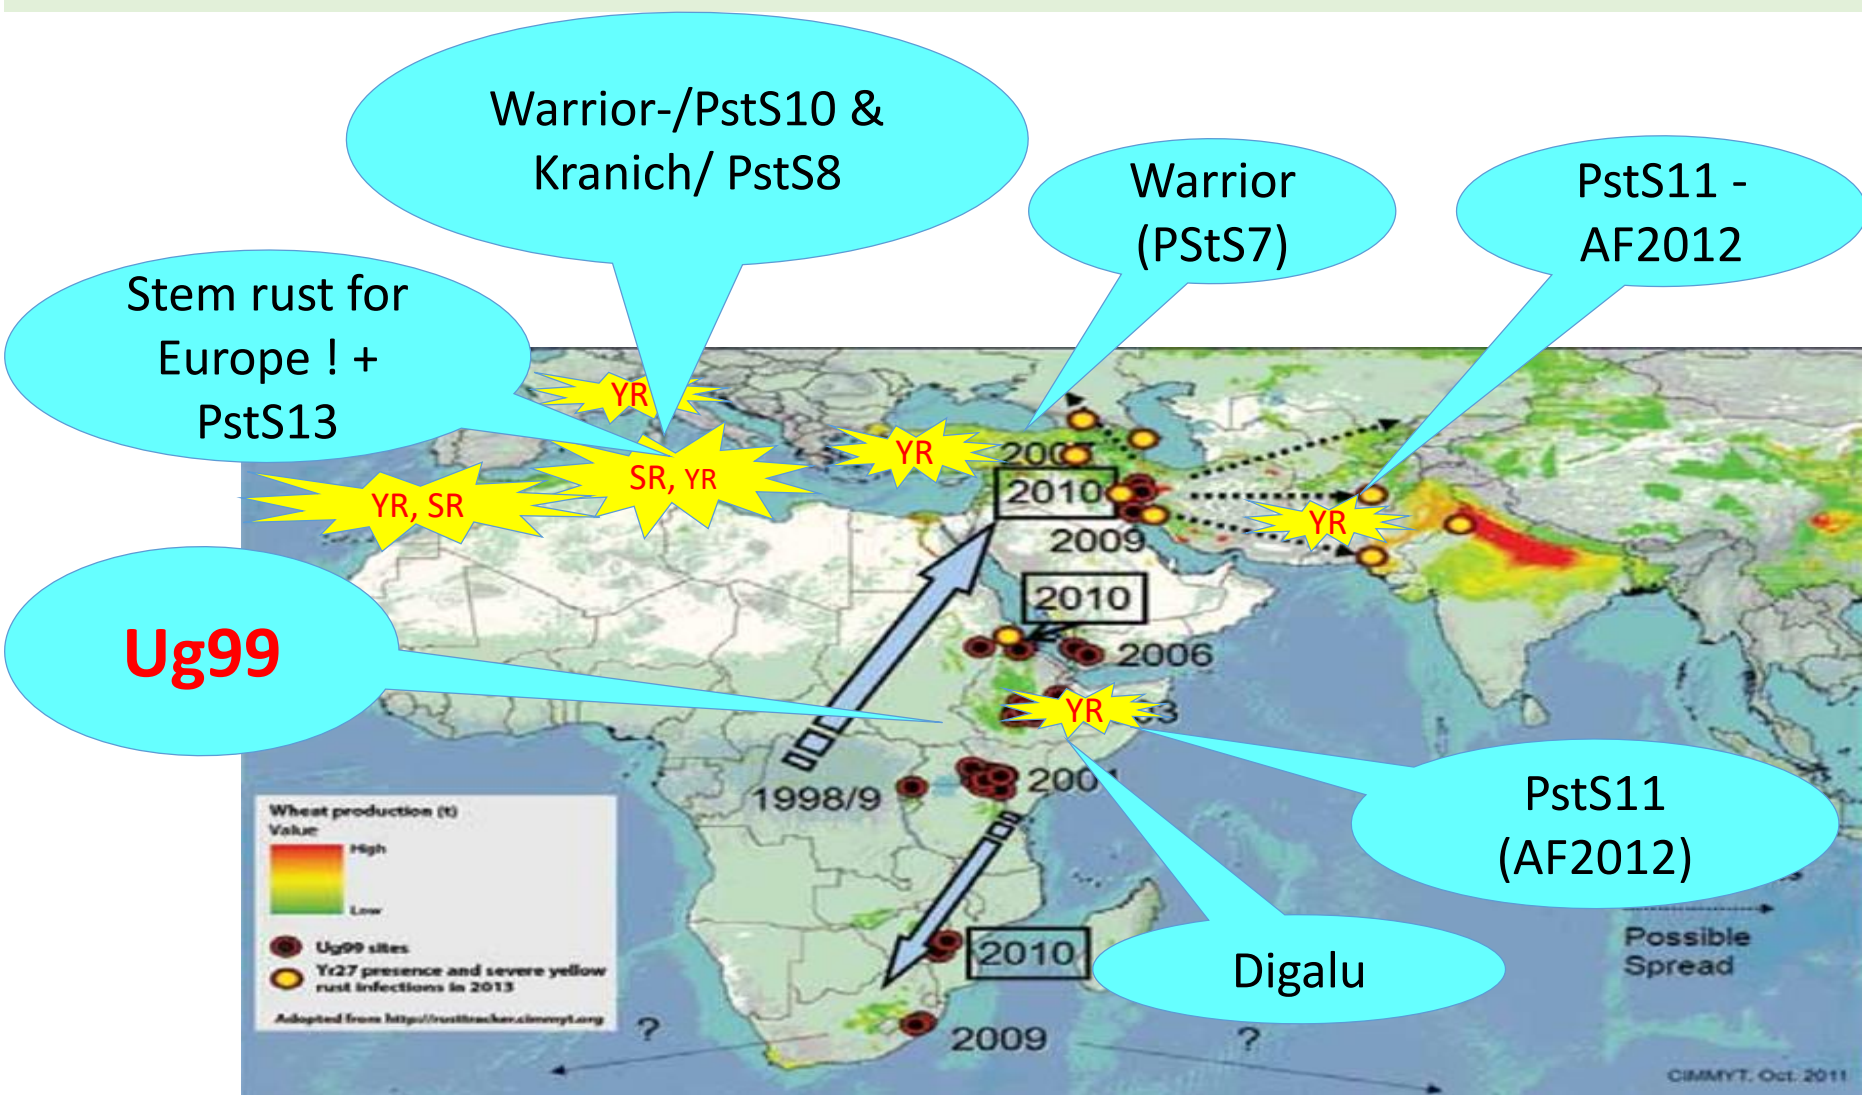 Warrior-/PstS10 &
Kranich/ PstS8
Warrior
(PStS7)
PstS11 -
AF2012
Stem rust for
Europe ! +
PstS13
YR
SR, YR
YR
YR, SR
2010
2009
YR
2010
2006
Ug99
YR
1998/9
PstS11
(AF2012)
Wheat production (t)
Value
High
Low
Ug99 sites
Yr27 presence and severe yellow
rust infections in 2013
Adopted from http://rusttracker.cimmyt.org
2010
Digalu
Possible
Spread
?
2009
?
CIMMYT, Oct. 2011